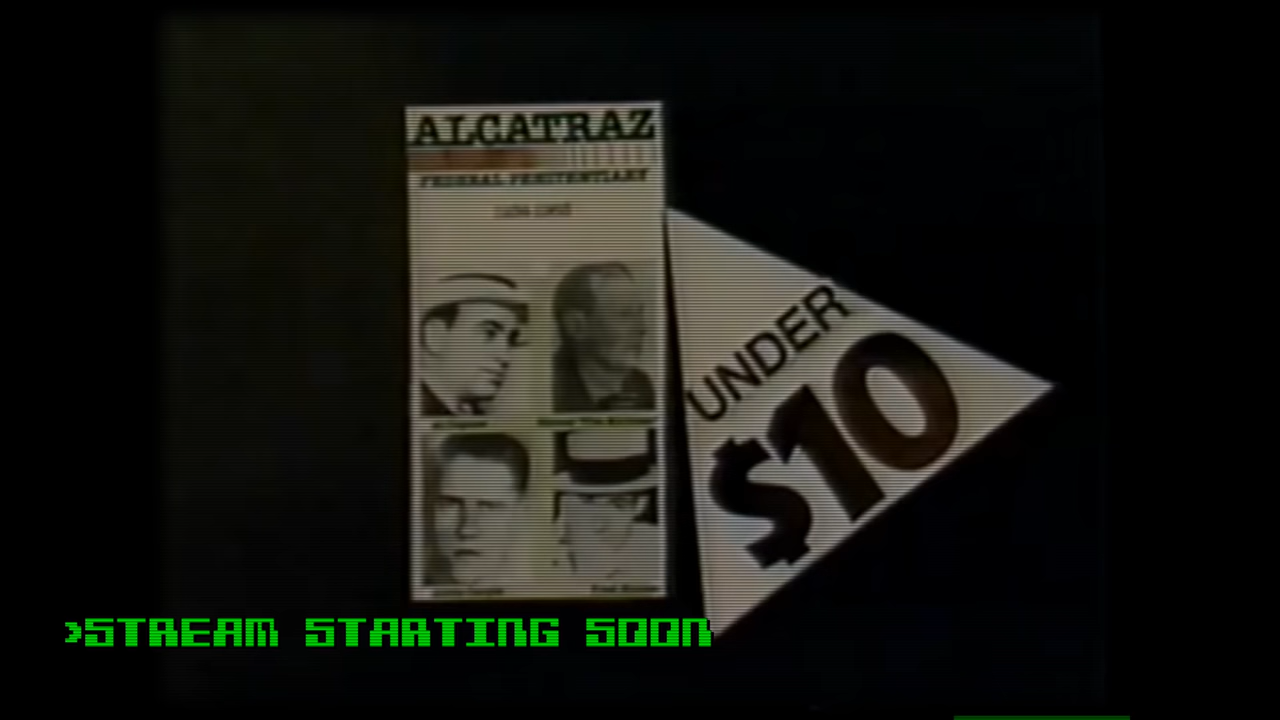 ALCATRAZ
FEDERAL PENITENTIARY
UNDER
$10
>STREAM STARTING SOON